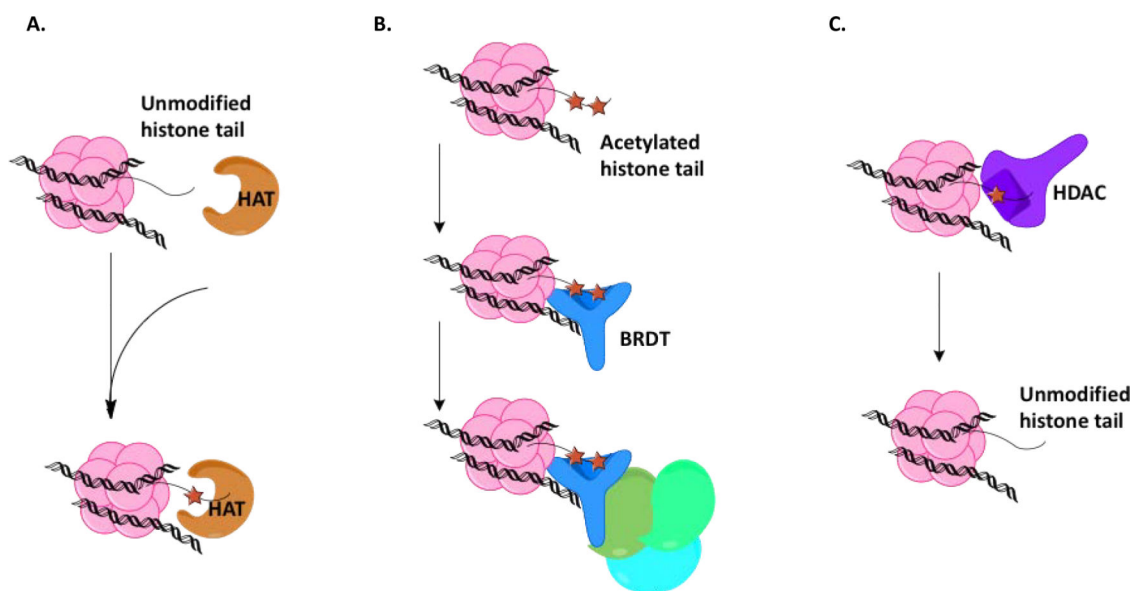 A.
Unmodified
histone tail
HAT
HAT
B.
Acetylated
histone tail
BRDT
C.
HDAC
Unmodified
histone tail